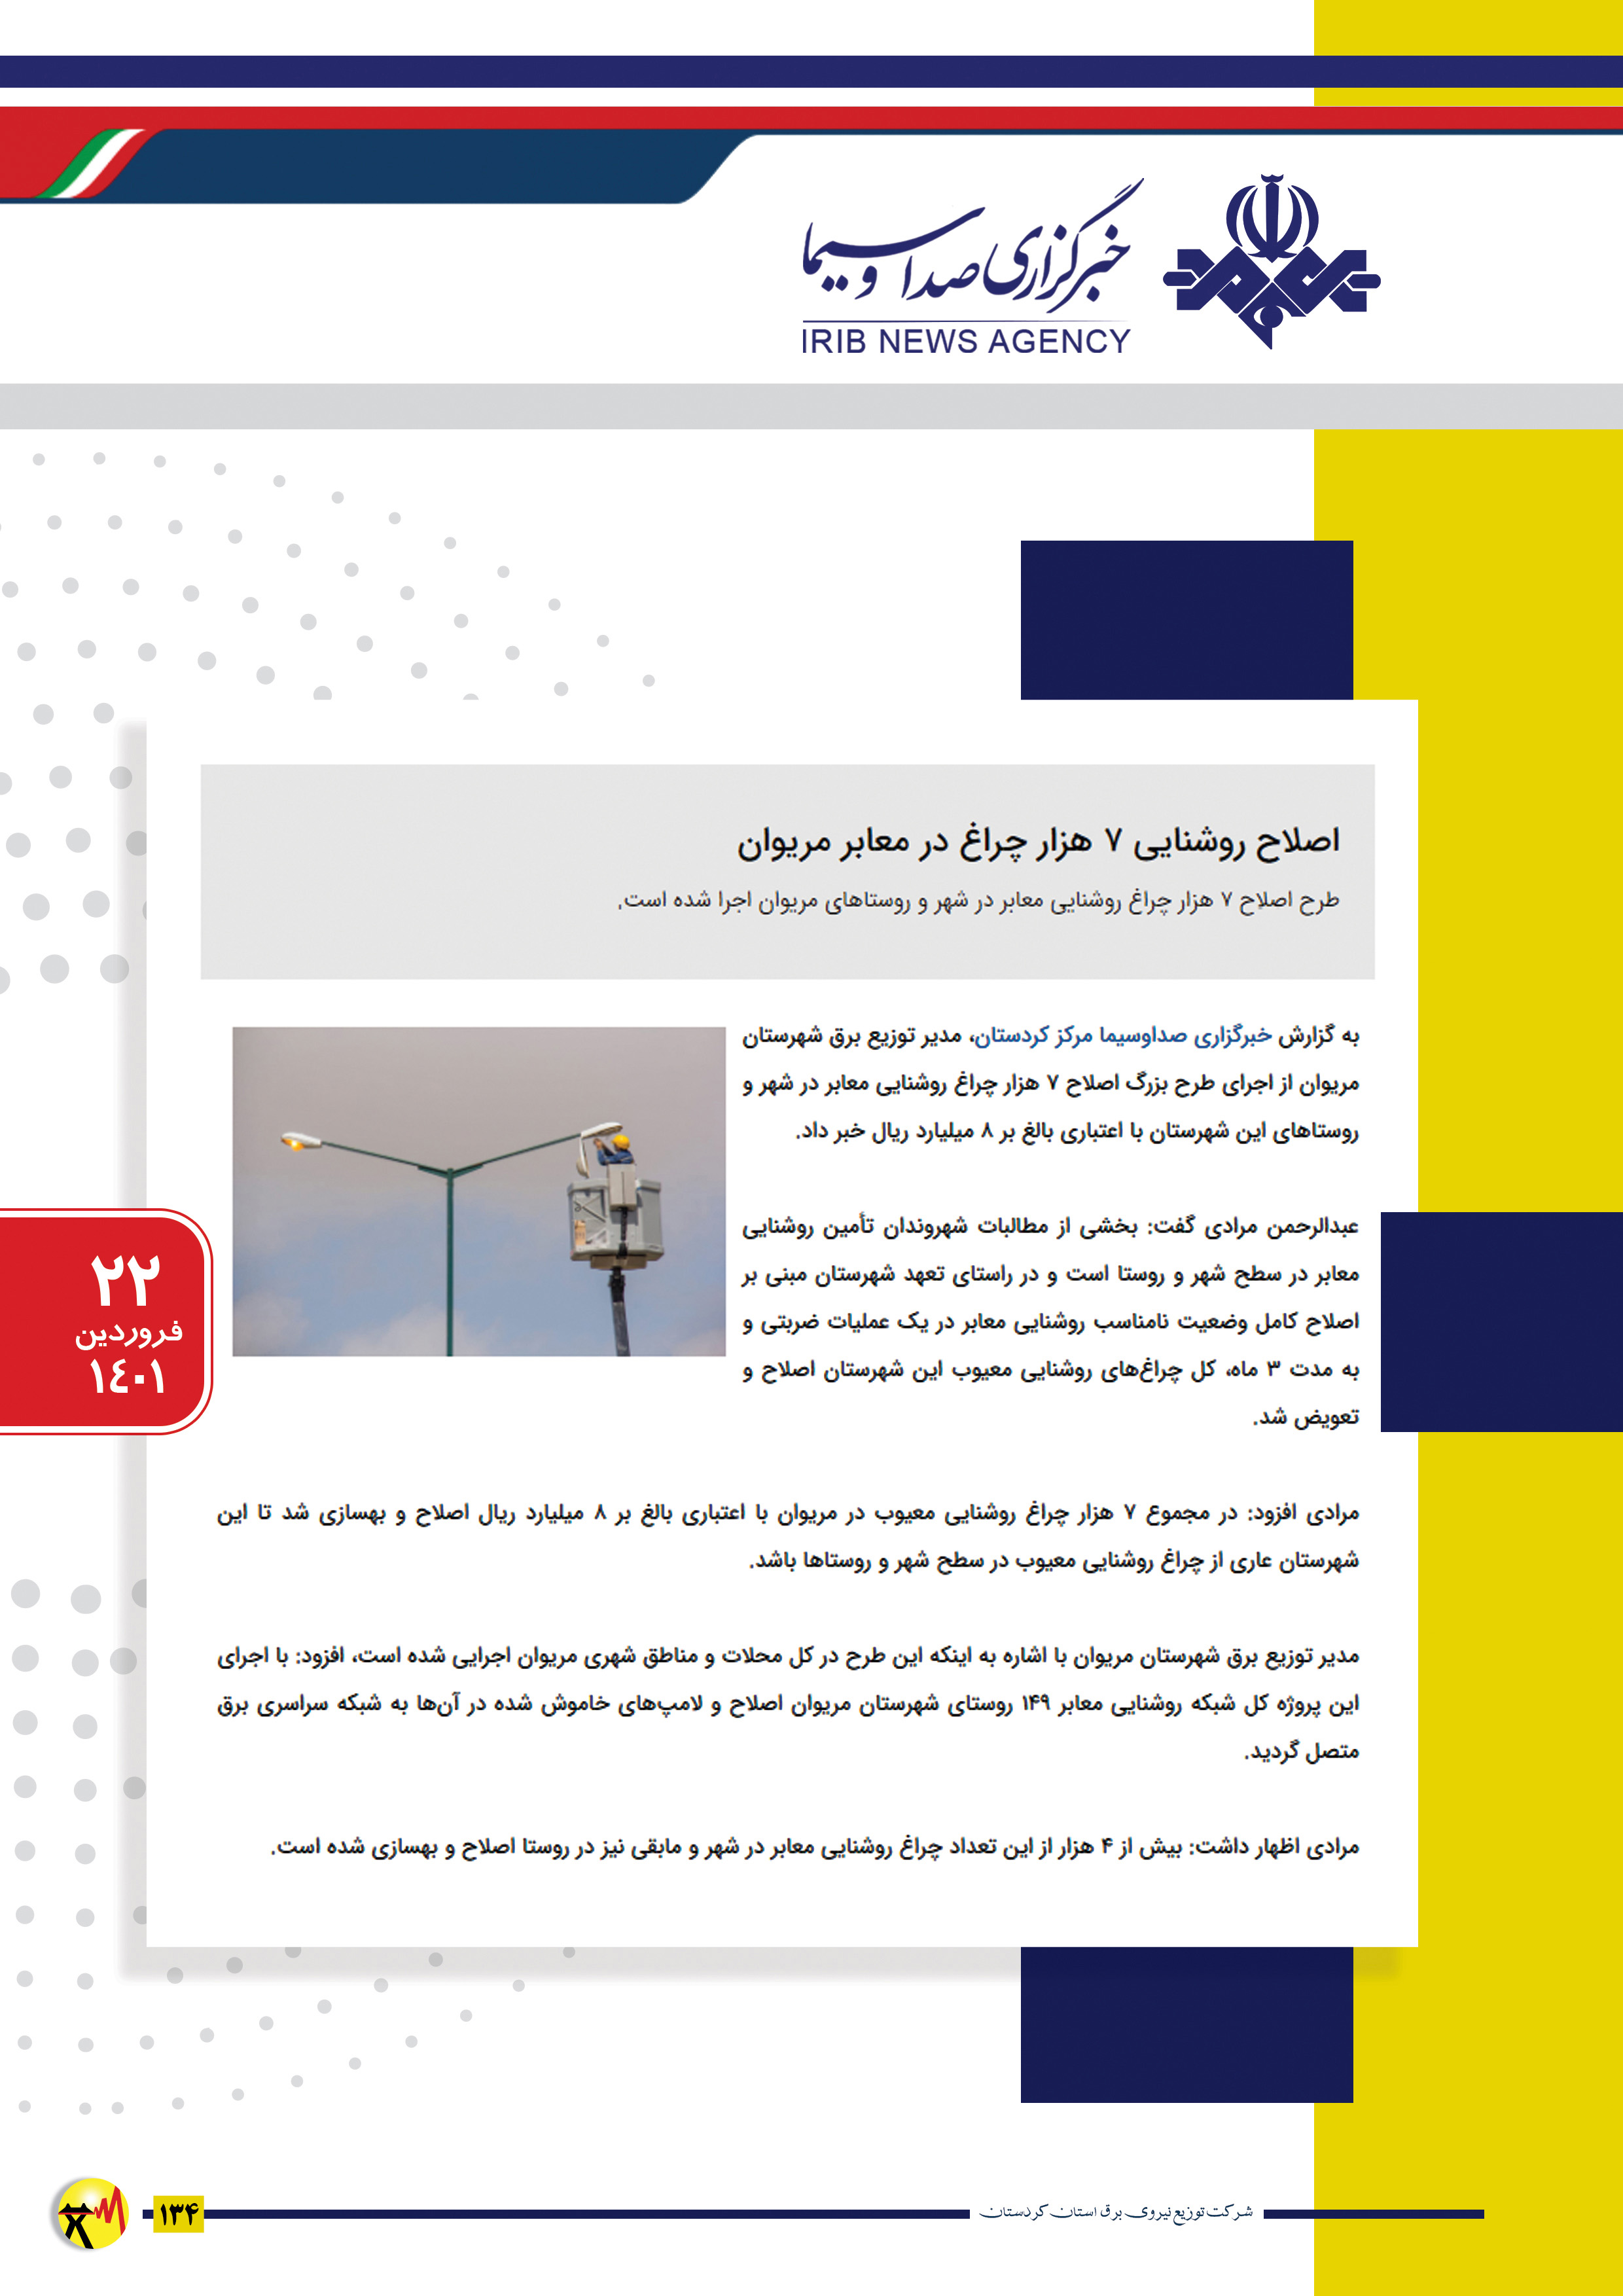 خبرگزاری صدا و سیما
IRIB NEWS AGENCY
اصلاح روشنایی ۷ هزار چراغ در معابر مریوان
طرح اصلاح ۷ هزار چراغ روشنایی معابر در شهر و روستاهای مریوان اجرا شده است.
به گزارش خبرگزاری صداوسیما مرکز کردستان، مدیر توزیع برق شهرستان
مریوان از اجرای طرح بزرگ اصلاح ۷ هزار چراغ روشنایی معابر در شهر و
روستاهای این شهرستان با اعتباری بالغ بر ۸ میلیارد ریال خبر داد.
عبدالرحمن مرادی گفت: بخشی از مطالبات شهروندان تأمین روشنایی
معابر در سطح شهر و روستا است و در راستای تعهد شهرستان مبنی بر
اصلاح کامل وضعیت نامناسب روشنایی معابر در یک عملیات ضربتی و
به مدت ۳ ماه، کل چراغ‌های روشنایی معیوب این شهرستان اصلاح و
تعویض شد.
مرادی افزود: در مجموع ۷ هزار چراغ روشنایی معیوب در مریوان با اعتباری بالغ بر ۸ میلیارد ریال اصلاح و بهسازی شد تا این
شهرستان عاری از چراغ روشنایی معیوب در سطح شهر و روستاها باشد.
مدیر توزیع برق شهرستان مریوان با اشاره به اینکه این طرح در کل محلات و مناطق شهری مریوان اجرایی شده است، افزود: با اجرای
این پروژه کل شبکه روشنایی معابر ۱۴۹ روستای شهرستان مریوان اصلاح و لامپ‌های خاموش شده در آن‌ها به شبکه سراسری برق
متصل گردید.
مرادی اظهار داشت: بیش از ۴ هزار از این تعداد چراغ روشنایی معابر در شهر و مابقی نیز در روستا اصلاح و بهسازی شده است.
۲۲
فروردین
۱٤۰۱
شرکت توزیع نیروی برق استان کردستان
۱۳۴